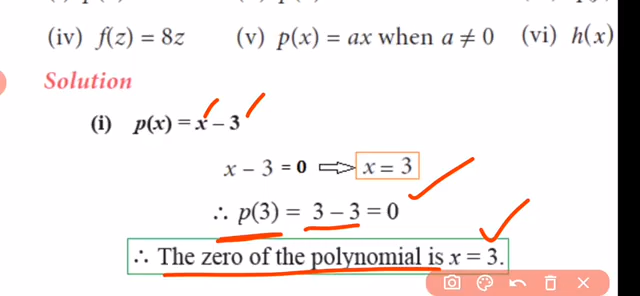 (iv) f(z) = 8z (v) p(x) = ax when a ≠ 0 (vi) h(x)
Solution
(i) p(x) = x – 3
x – 3 = 0 ⇒ x = 3
∴ p(3) = 3 – 3 = 0
∴ The zero of the polynomial is x = 3.